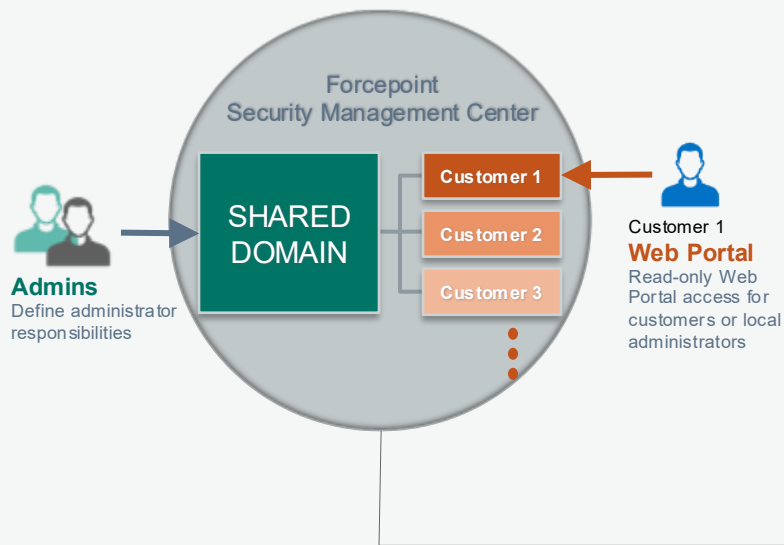 Forcepoint
Security Management Center
SHARED
DOMAIN
Customer 1
Customer 2
Customer 3
Admins
Define administrator
responsibilities
Customer 1
Web Portal
Read-only Web
Portal access for
customers or local
administrators